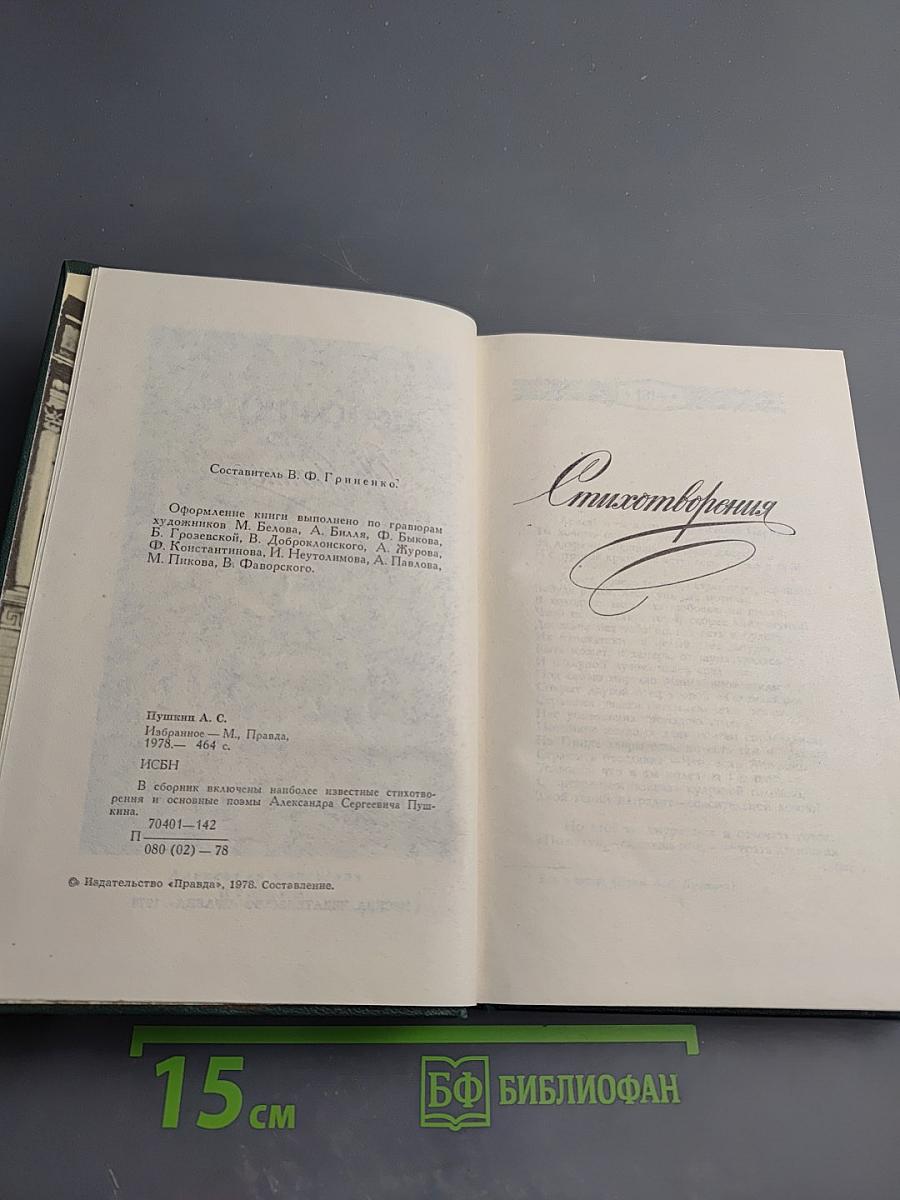 Составитель В. Ф. Гриненко.
Оформление книги выполнено по гравюрам
художников М. Белова, А. Билля, Ф. Быкова,
Б. Грозевской, В. Доброклонского, А. Журова,
Ф. Константинова, И. Неутолимова, А. Павлова,
М. Пикова, В. Фаворского.
Пушкин А. С.
Избранное — М., Правда,
1978.— 464 с.
ИСБН
В сборник включены наиболее известные стихотво-
рения и основные поэмы Александра Сергеевича Пуш-
кина.
70401—142
П
080 (02) — 78
© Издательство «Правда», 1978. Составление.
Стихотворения
15 см
БФ БИБЛИОФАН